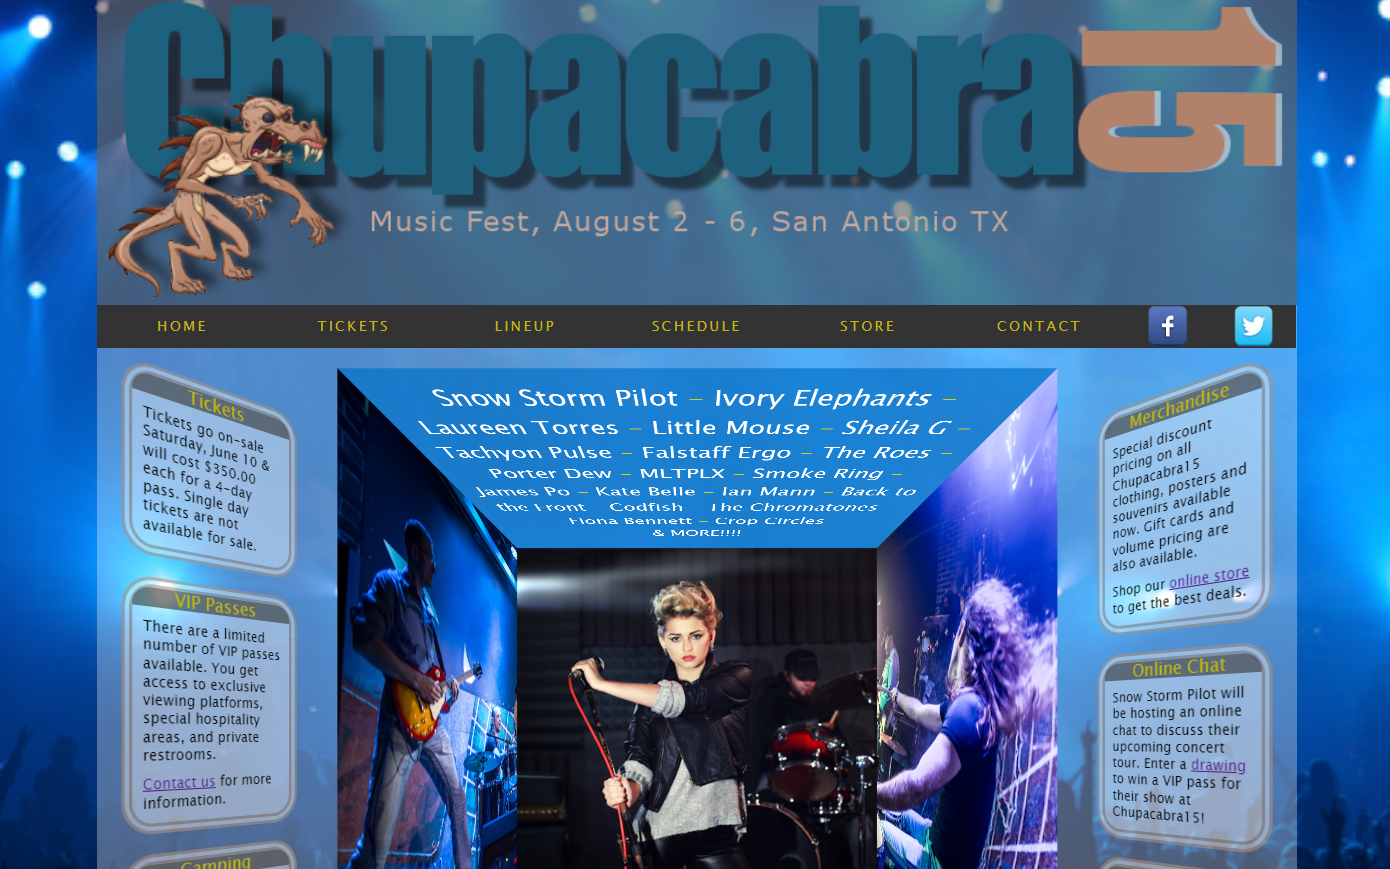 Chupacabra 15
Music Fest, August 2 - 6, San Antonio TX
HOME TICKETS LINEUP SCHEDULE STORE CONTACT
Tickets
Tickets go on-sale
Saturday, June 10 &
will cost $350.00
each for a 4-day
pass. Single day
tickets are not
available for sale.
VIP Passes
There are a limited
number of VIP passes
available. You get
access to exclusive
viewing platforms,
special hospitality
areas, and private
restrooms.
Contact us for more
information.
Camping
Snow Storm Pilot – Ivory Elephants –
Laureen Torres – Little Mouse – Sheila G –
Tachyon Pulse – Falstaff Ergo – The Roes –
Porter Dew – MLTPLX – Smoke Ring –
James Po – Kate Belle – Ian Mann – Back to
the Front Codfish The Chromatones
Fiona Bennett – Crop Circles
& MORE!!!!
Merchandise
Special discount
pricing on all
Chupacabra15
clothing, posters and
souvenirs available
now. Gift cards and
volume pricing are
also available.
Shop our online store
to get the best deals.
Online Chat
Snow Storm Pilot will
be hosting an online
chat to discuss their
upcoming concert
tour. Enter a drawing
to win a VIP pass for
their show at
Chupacabra15!